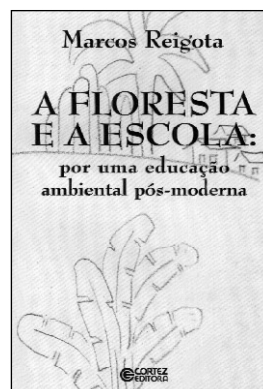 Marcos Reigota
A FLORESTA
E A ESCOLA:
por uma educação
ambiental pós-moderna
CORTEZ
EDITORA